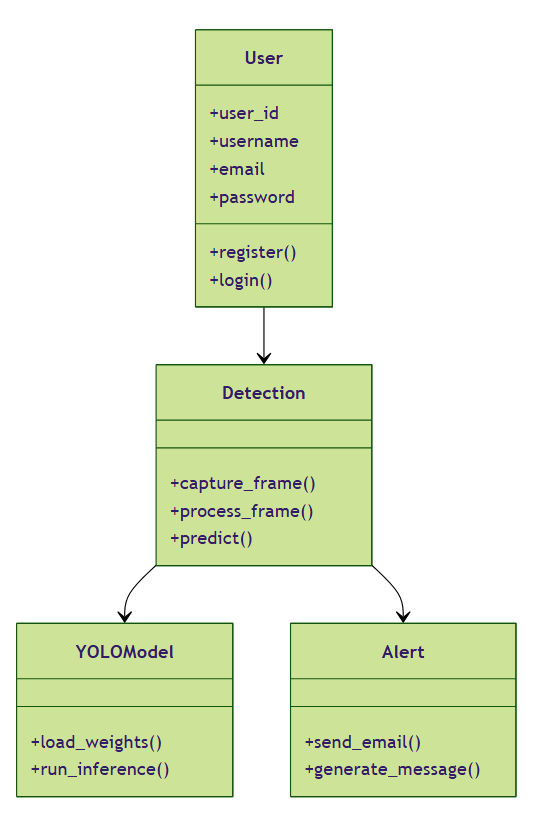 User
+user_id
+username
+email
+password
+register()
+login()
Detection
+capture_frame()
+process_frame()
+predict()
YOLOModel
+load_weights()
+run_inference()
Alert
+send_email()
+generate_message()